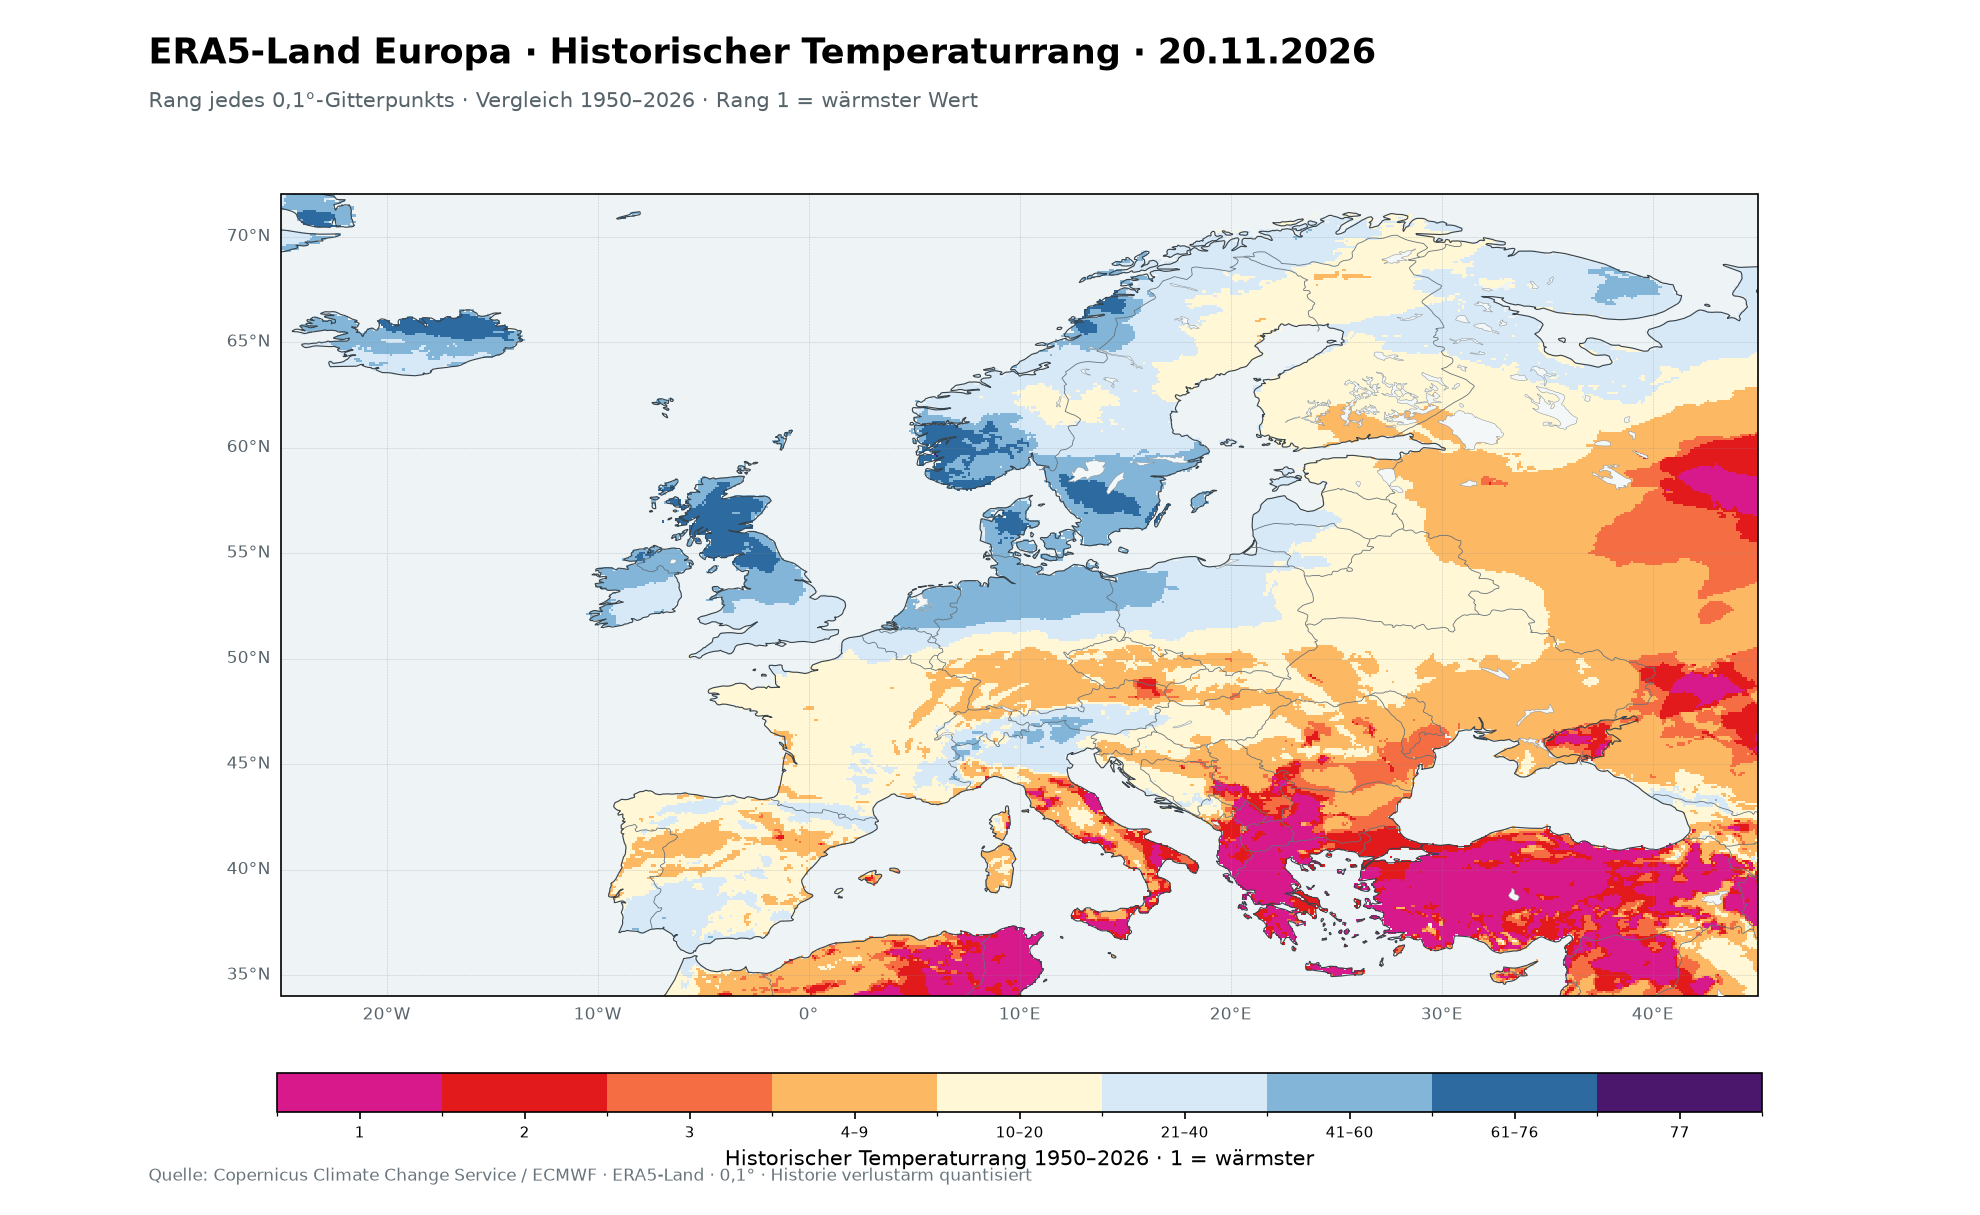 ERA5-Land Europa · Historischer Temperaturrang · 20.11.2026
Rang jedes 0,1°-Gitterpunkts · Vergleich 1950–2026 · Rang 1 = wärmster Wert
70°N
65°N
60°N
55°N
50°N
45°N
40°N
35°N
20°W 10°W 0° 10°E 20°E 30°E 40°E
1 2 3 4–9 10–20 21–40 41–60 61–76 77
Historischer Temperaturrang 1950–2026 · 1 = wärmster
Quelle: Copernicus Climate Change Service / ECMWF · ERA5-Land · 0,1° · Historie verlustarm quantisiert